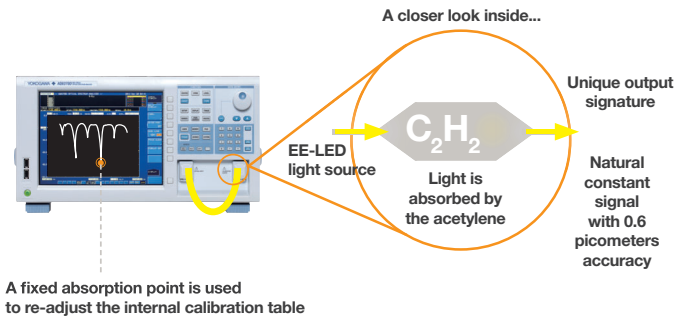 A closer look inside...
YOKOGAWA
Unique output
signature
C2H2
EE-LED
light source
Light is
absorbed by
the acetylene
Natural
constant
signal
with 0.6
picometers
accuracy
A fixed absorption point is used
to re-adjust the internal calibration table